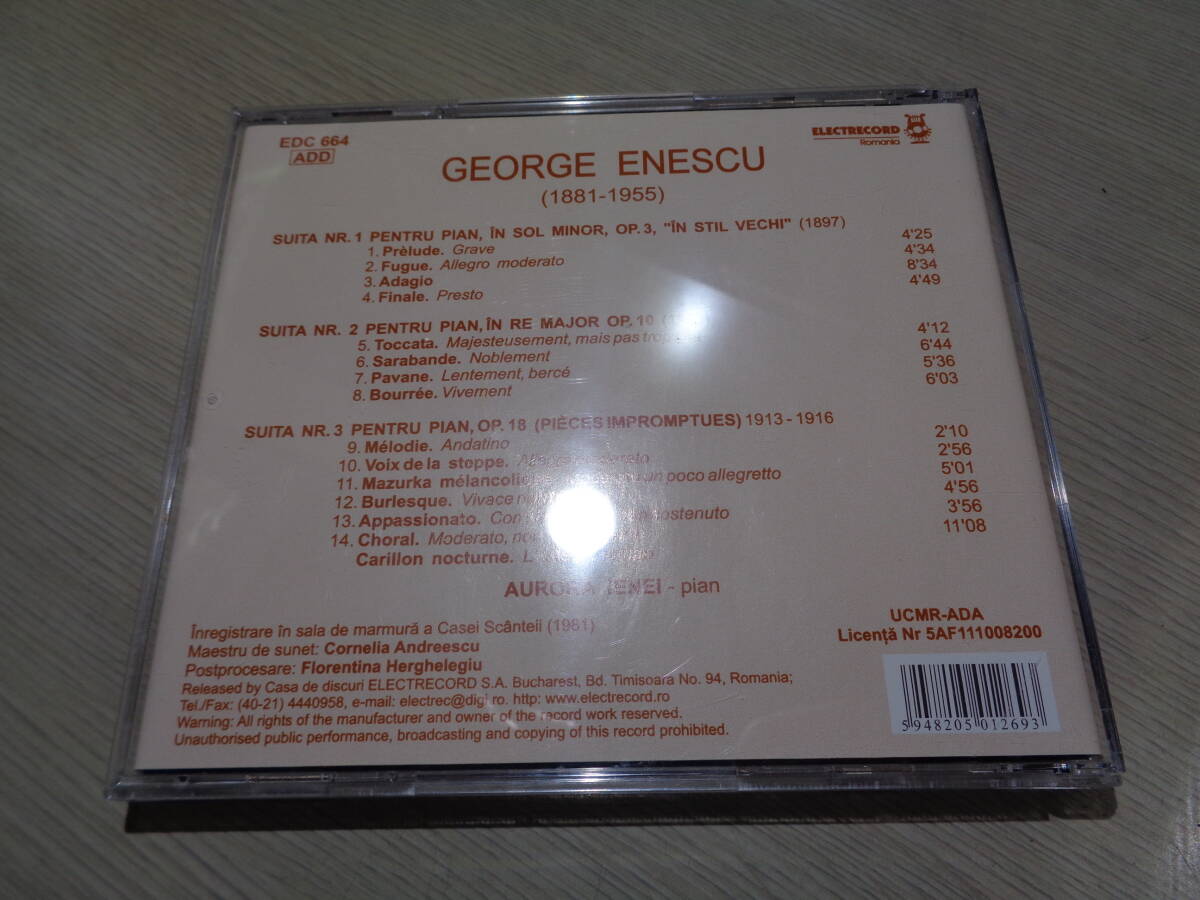 EDC 664
ADD
ELECTRECORD
Romania
GEORGE ENESCU
(1881-1955)
SUITA NR. 1 PENTRU PIAN, ÎN SOL MINOR, OP. 3, "ÎN STIL VECHI" (1897)
1. Prèlude. Grave 4'25
2. Fugue. Allegro moderato 4'34
3. Adagio 8'34
4. Finale. Presto 4'49
SUITA NR. 2 PENTRU PIAN, ÎN RE MAJOR OP. 10
5. Toccata. Majesteusement, mais pas trop 4'12
6. Sarabande. Noblement 6'44
7. Pavane. Lentement, bercé 5'36
8. Bourrée. Vivement 6'03
SUITA NR. 3 PENTRU PIAN, OP. 18 (PIÈCES IMPROMPTUES) 1913 - 1916
9. Mélodie. Andatino 2'10
10. Voix de la steppe. 2'56
11. Mazurka un poco allegretto 5'01
12. Burlesque. Vivace 4'56
13. Appassionato. Con sostenuto 3'56
14. Choral. Moderato, 11'08
Carillon nocturne.
AURORA IENEI - pian
Înregistrare în sala de marmură a Casei Scânteii (1981)
Maestru de sunet: Cornelia Andreescu
Postprocesare: Florentina Herghelegiu
Released by Casa de discuri ELECTRECORD S.A. Bucharest, Bd. Timisoara No. 94, Romania;
Tel./Fax: (40-21) 4440958, e-mail: electrec@digi.ro. http: www.electrecord.ro
Warning: All rights of the manufacturer and owner of the record work reserved.
Unauthorised public performance, broadcasting and copying of this record prohibited.
UCMR-ADA
Licență Nr 5AF111008200
5948205012693